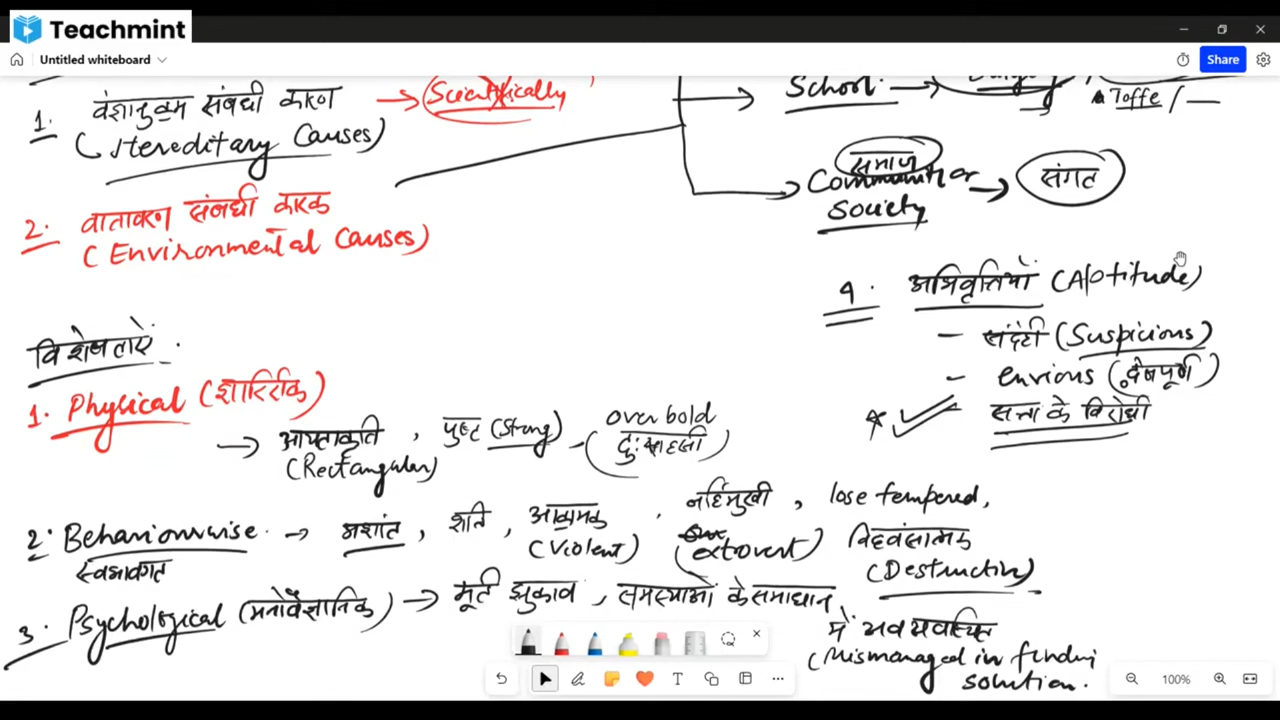 Teachmint
Untitled whiteboard
Share
1. वंशानुक्रम संबंधी कारण → Scientifically
(Hereditary Causes)
2. वातावरण संबंधी कारक
(Environmental Causes)
School →
Toffe /
समाज
Community or → संगत
Society
4. अभिवृत्तियाँ (Aptitude)
- संदेही (Suspicious)
- envious (द्वेषपूर्ण)
सत्ता के विरोधी
विशेषताऐं
1. Physical (शारिरिक)
→ आयताकृति, पुष्ट (Strong) - over bold
(Rectangular) (दुःसाहसी)
2. Behaviourwise → अशांत, शांति, आक्रामक, बहिंमुखी, lose tempered,
स्वभावगत (Violent) (extrovert) विध्वंसात्मक
(Destructive)
3. Psychological (मनोवैज्ञानिक) → मूर्त झुकाव, समस्याओं के समाधान
में अव्यवस्थित
(Mismanaged in finding
solution.
100%